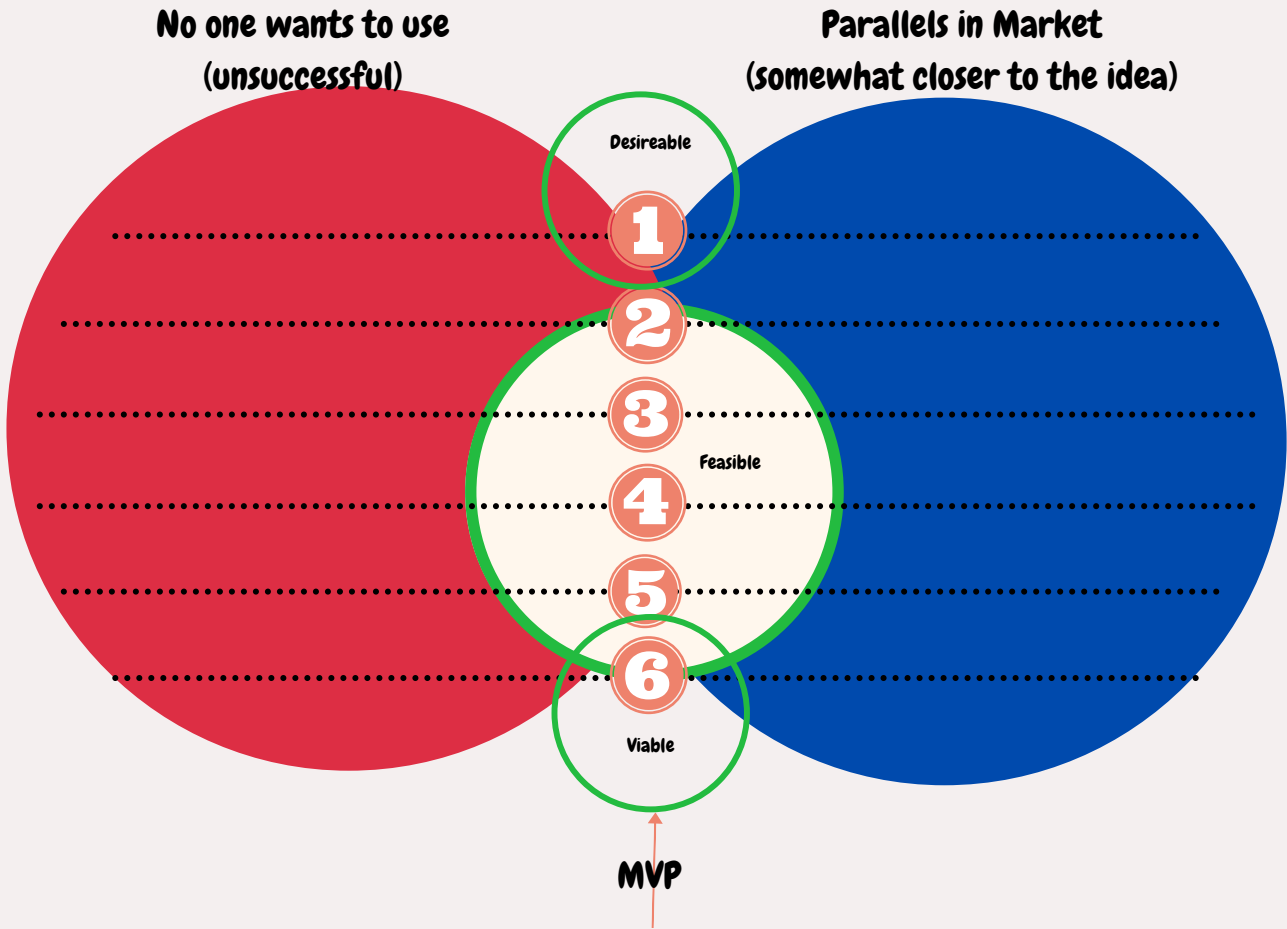 No one wants to use
(unsuccessful)
Parallels in Market
(somewhat closer to the idea)
Desireable
1
2
3
Feasible
4
5
6
Viable
MVP